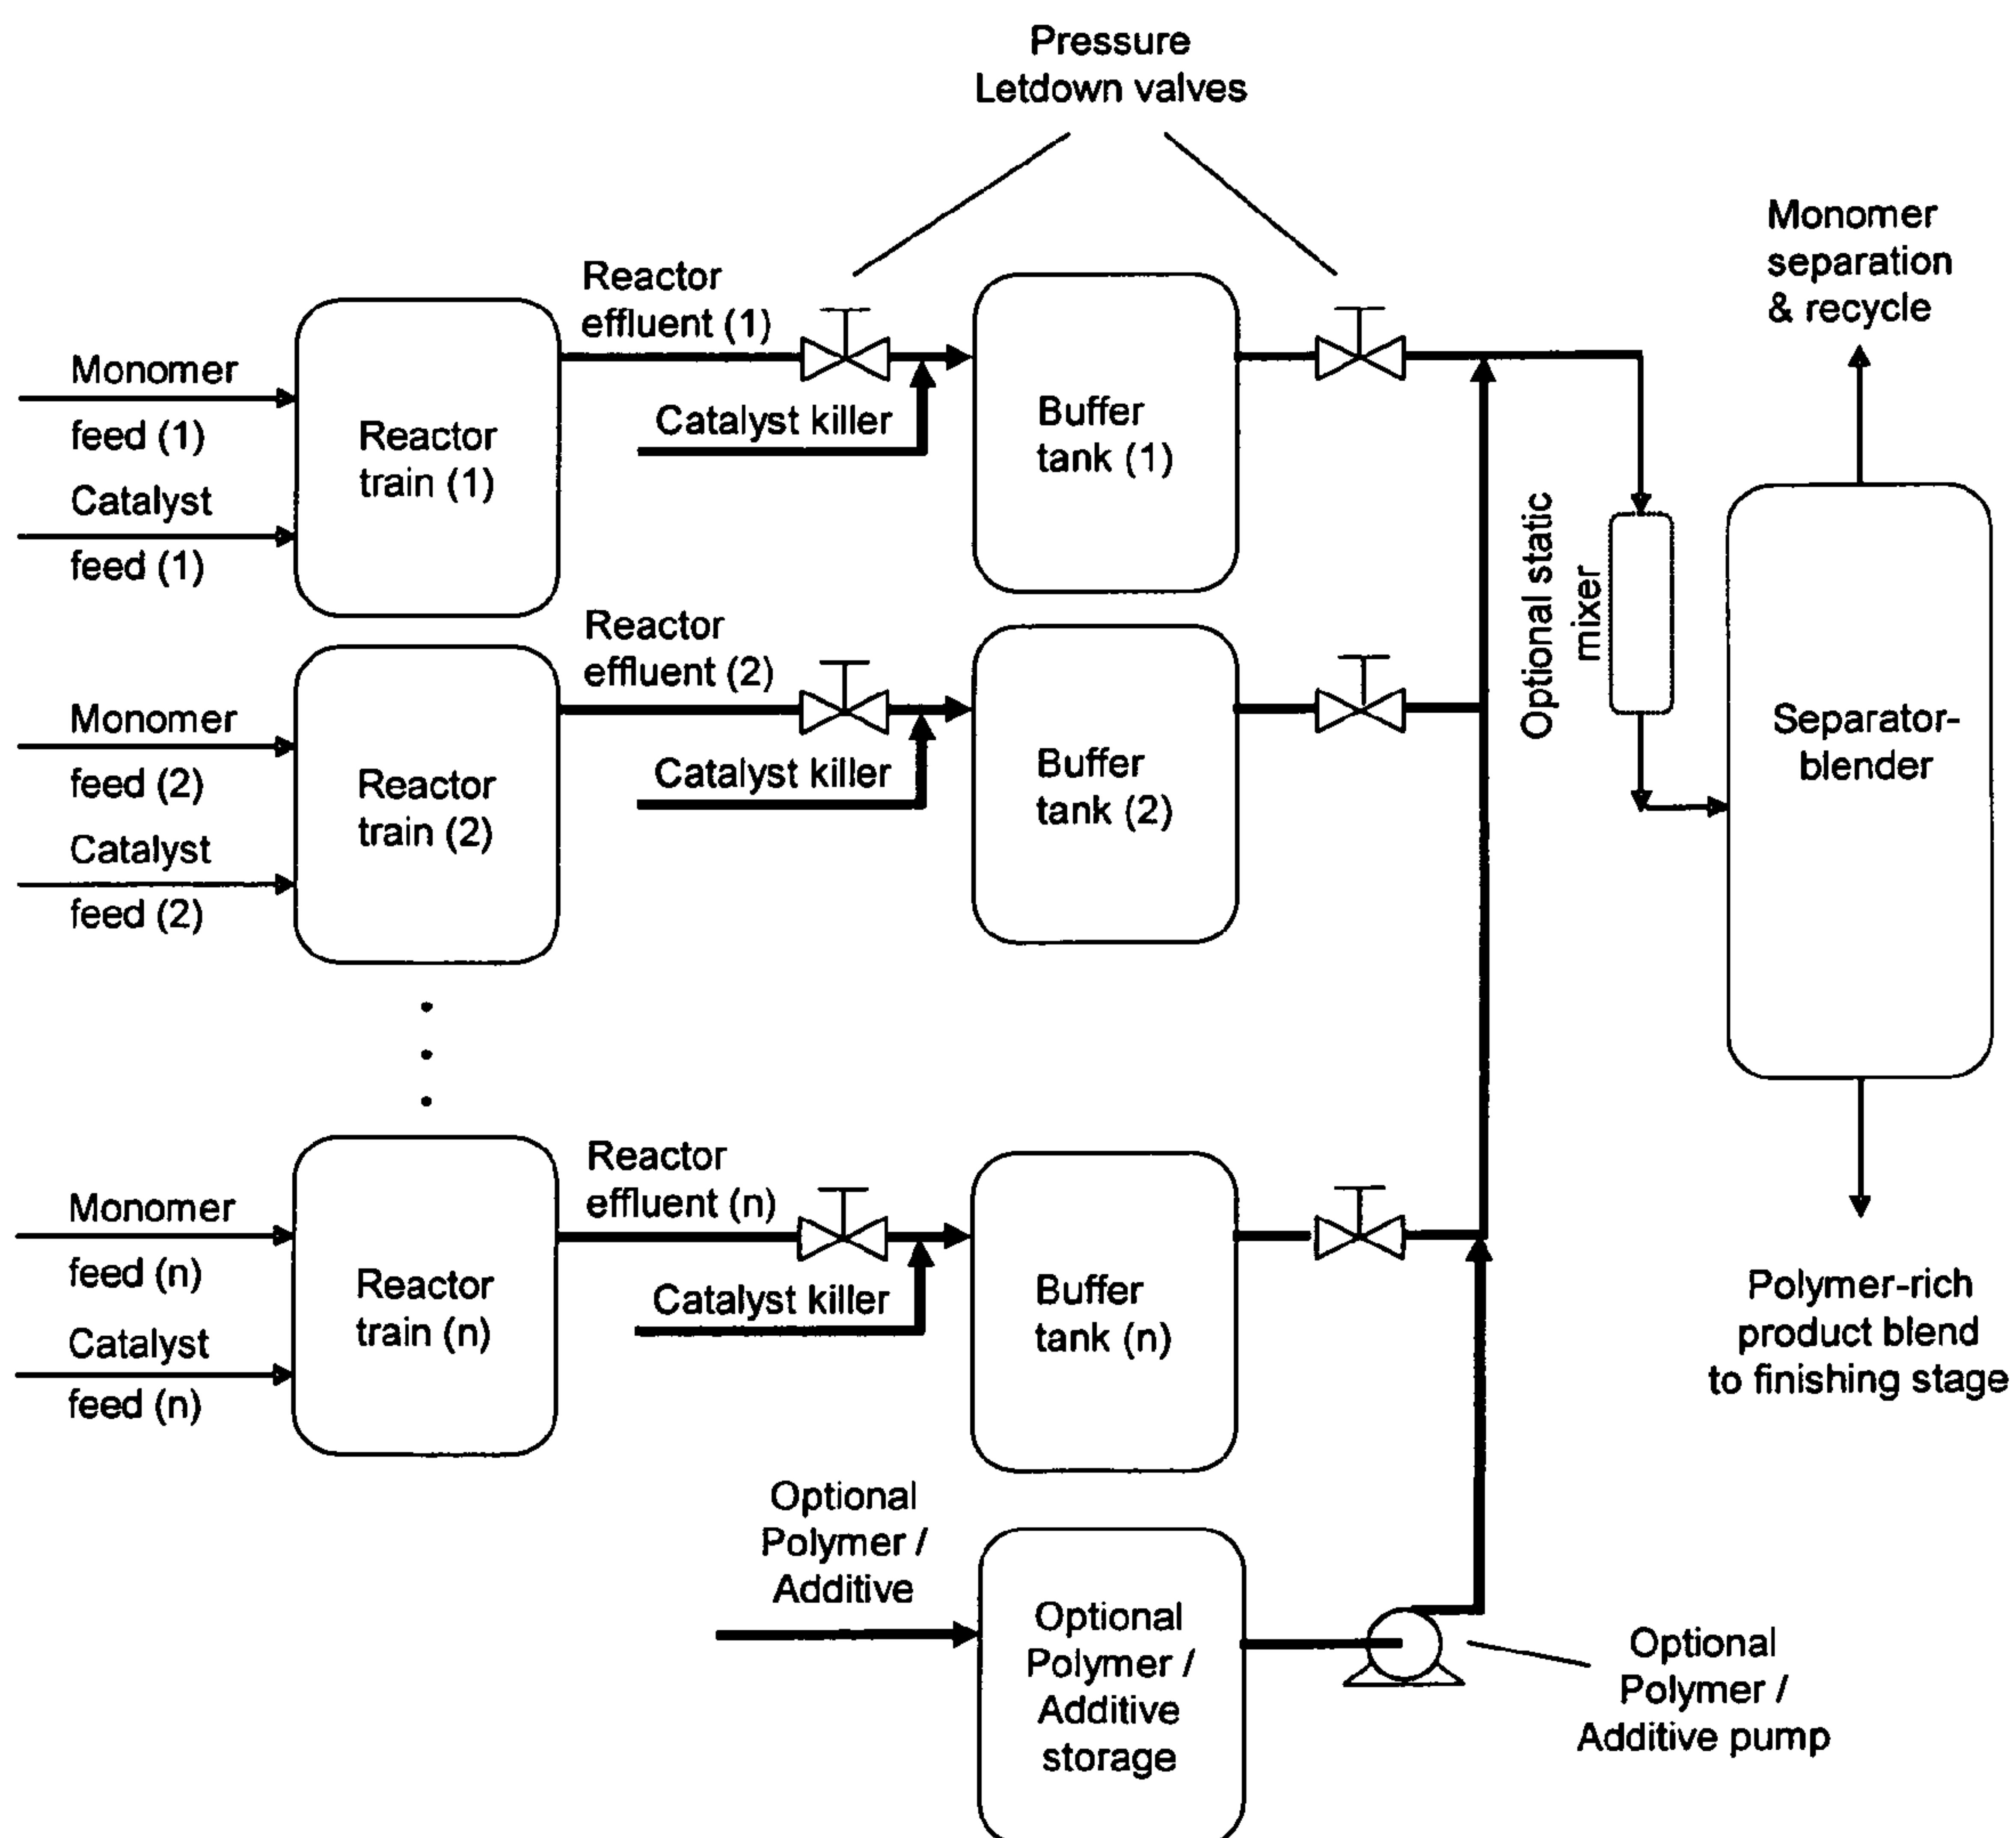 Pressure
Letdown valves
Monomer
separation
& recycle
Reactor
effluent (1)
Monomer
feed (1)
Catalyst
feed (1)
Reactor
train (1)
Catalyst killer
Buffer
tank (1)
Optional static
mixer
Separator-
blender
Reactor
effluent (2)
Monomer
feed (2)
Catalyst
feed (2)
Reactor
train (2)
Catalyst killer
Buffer
tank (2)
Reactor
effluent (n)
Monomer
feed (n)
Catalyst
feed (n)
Reactor
train (n)
Catalyst killer
Buffer
tank (n)
Polymer-rich
product blend
to finishing stage
Optional
Polymer /
Additive
Optional
Polymer /
Additive
storage
Optional
Polymer /
Additive pump